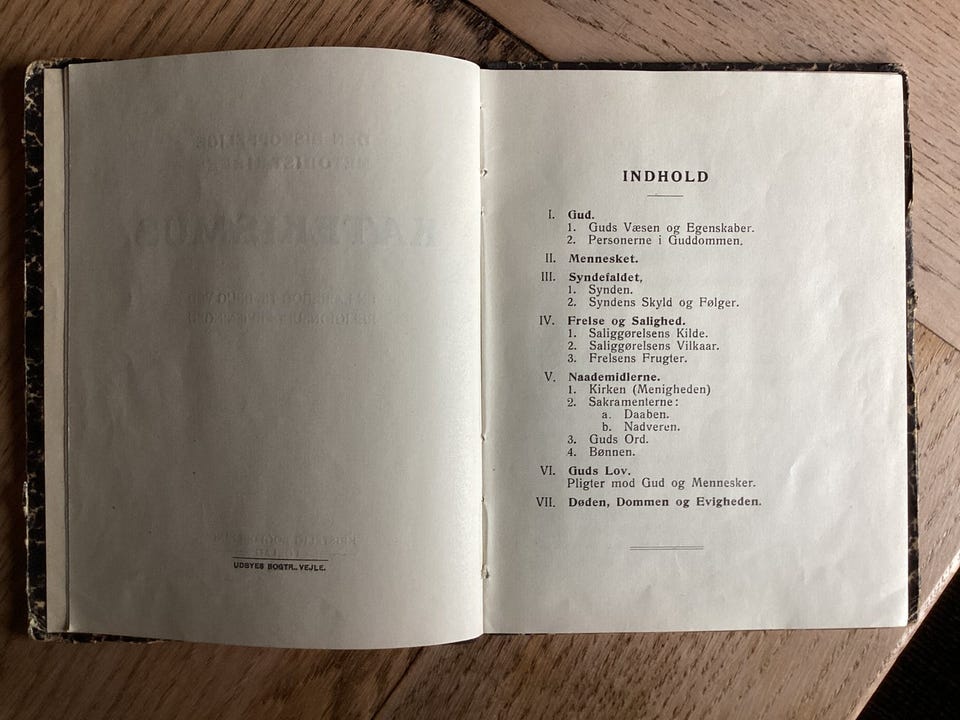 UDBYES BOGTR., VEJLE.
INDHOLD
I. Gud.
1. Guds Væsen og Egenskaber.
2. Personerne i Guddommen.
II. Mennesket.
III. Syndefaldet,
1. Synden.
2. Syndens Skyld og Følger.
IV. Frelse og Salighed.
1. Saliggørelsens Kilde.
2. Saliggørelsens Vilkaar.
3. Frelsens Frugter.
V. Naademidlerne.
1. Kirken (Menigheden)
2. Sakramenterne:
a. Daaben.
b. Nadveren.
3. Guds Ord.
4. Bønnen.
VI. Guds Lov.
Pligter mod Gud og Mennesker.
VII. Døden, Dommen og Evigheden.